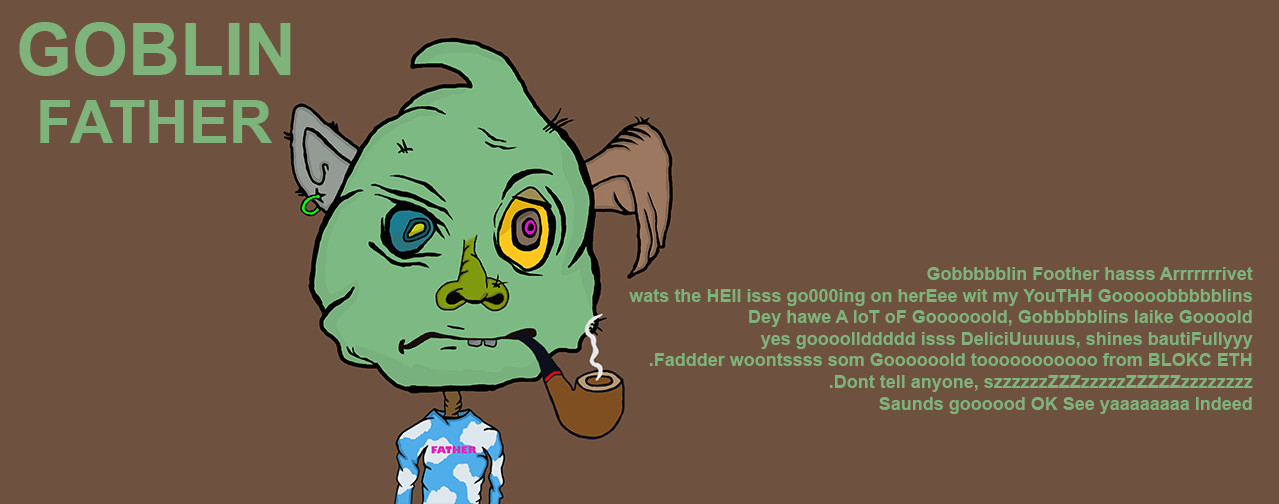 GOBLIN
FATHER
FATHER
Gobbbbblin Foother hasss Arrrrrrrivet
wats the HEll isss go000ing on herEee wit my YouTHH Gooooobbbbblins
Dey hawe A loT oF Goooooold, Gobbbbbblins laike Goooold
yes goooollddddd isss DeliciUuuuus, shines bautiFullyyy
.Faddder woontssss som Goooooold tooooooooooo from BLOKC ETH
.Dont tell anyone, szzzzzzZZZzzzzzZZZZZzzzzzzzz
Saunds goooood OK See yaaaaaaaa Indeed